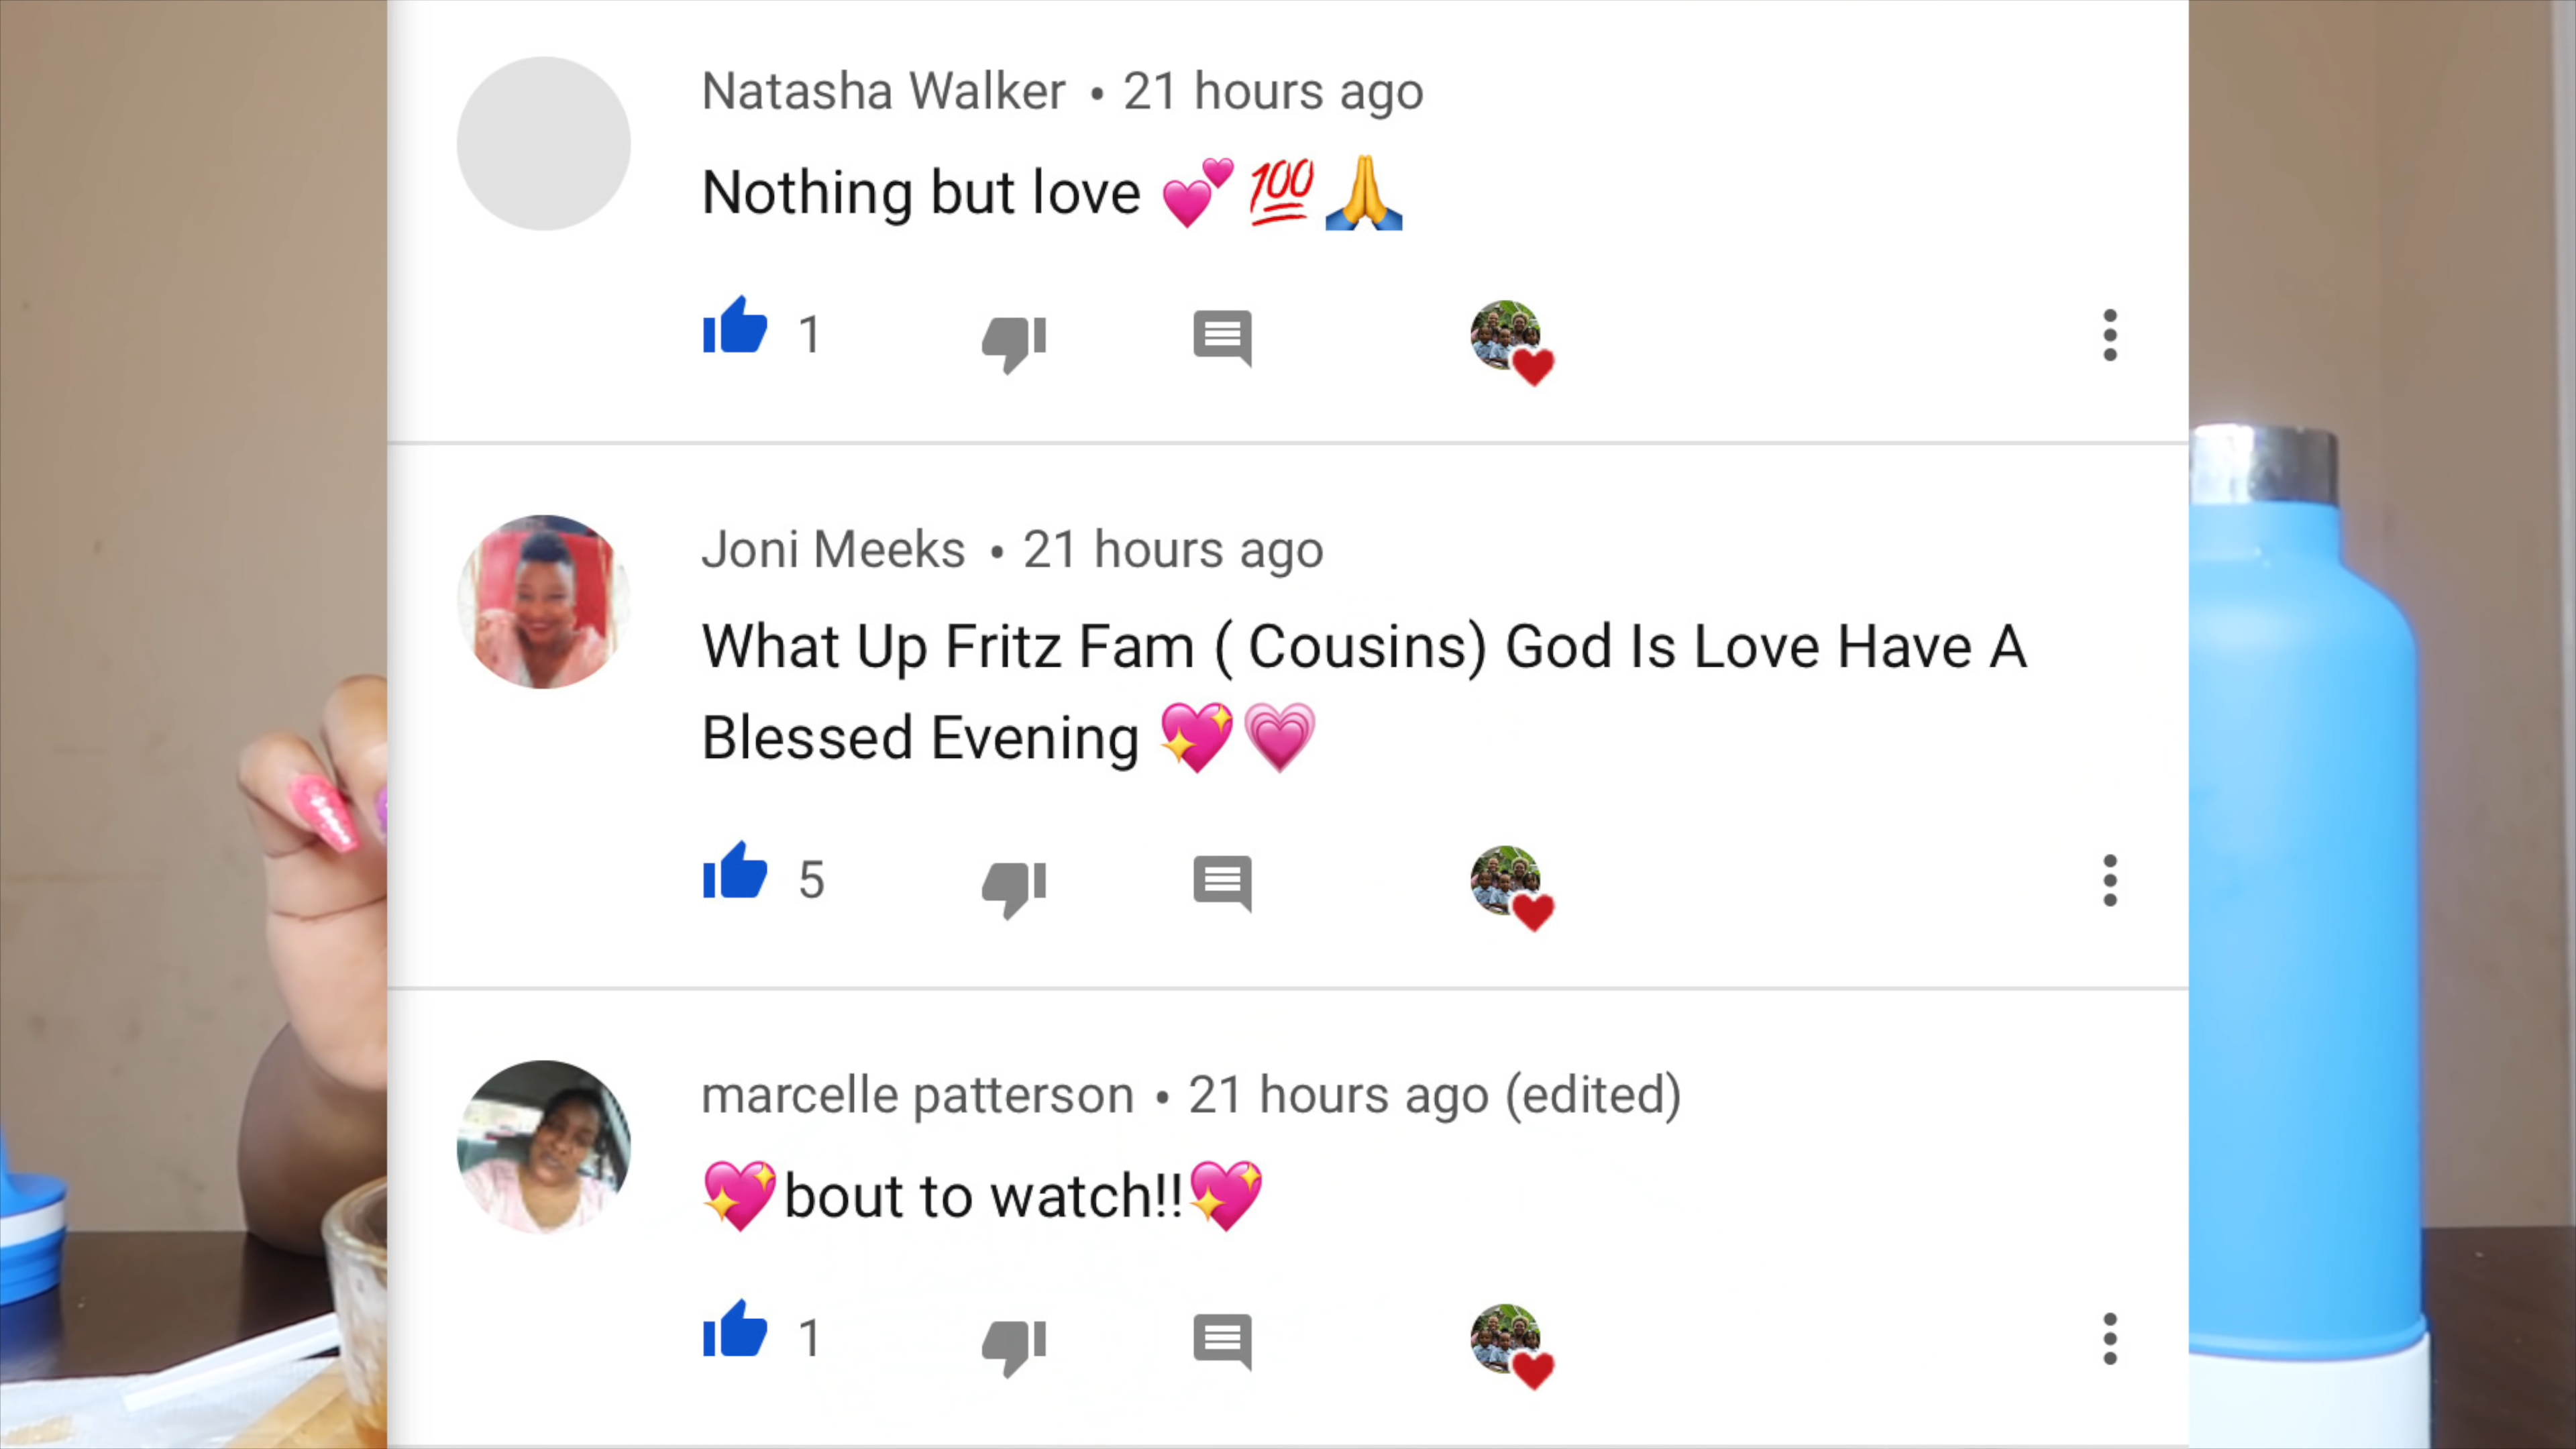 Natasha Walker • 21 hours ago
Nothing but love 💕💯🙏
1
Joni Meeks • 21 hours ago
What Up Fritz Fam ( Cousins) God Is Love Have A
Blessed Evening 💖💗
5
marcelle patterson • 21 hours ago (edited)
💖bout to watch!!💖
1